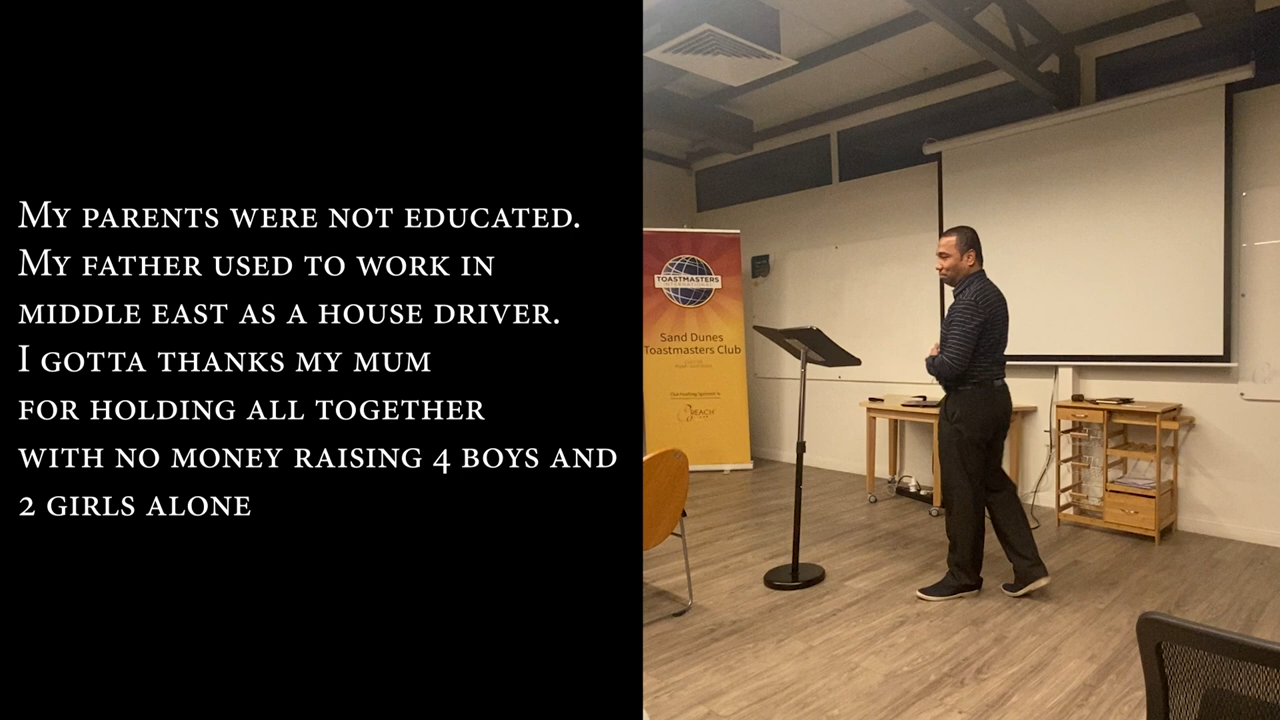 My parents were not educated.
My father used to work in
middle east as a house driver.
I gotta thanks my mum
for holding all together
with no money raising 4 boys and
2 girls alone
TOASTMASTERS
INTERNATIONAL
Sand Dunes
Toastmasters Club
REACH